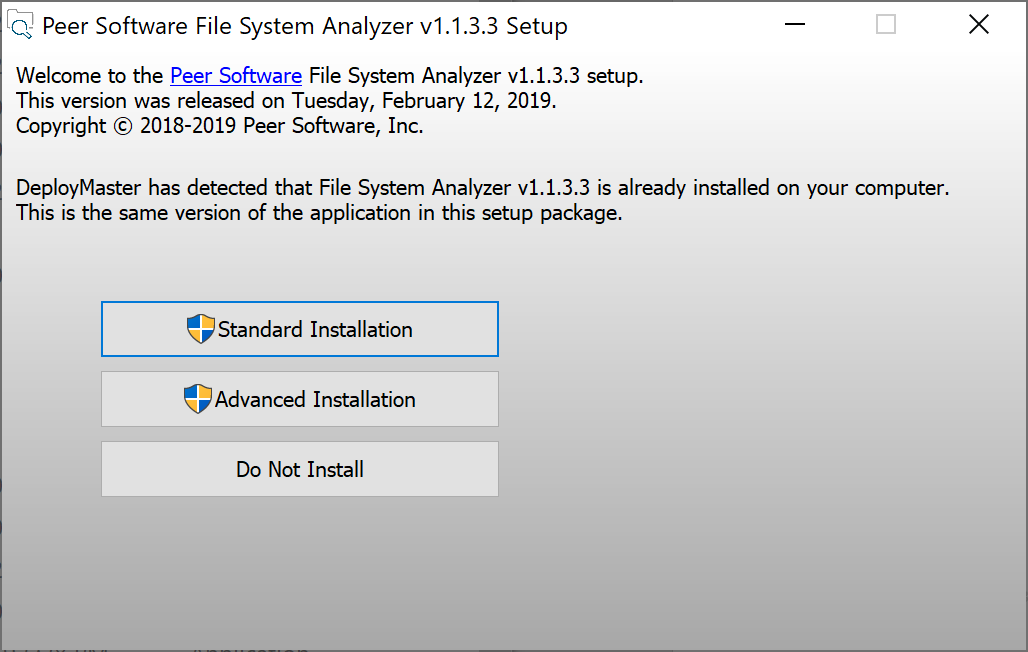 Peer Software File System Analyzer v1.1.3.3 Setup
Welcome to the Peer Software File System Analyzer v1.1.3.3 setup.
This version was released on Tuesday, February 12, 2019.
Copyright © 2018-2019 Peer Software, Inc.
DeployMaster has detected that File System Analyzer v1.1.3.3 is already installed on your computer.
This is the same version of the application in this setup package.
Standard Installation
Advanced Installation
Do Not Install